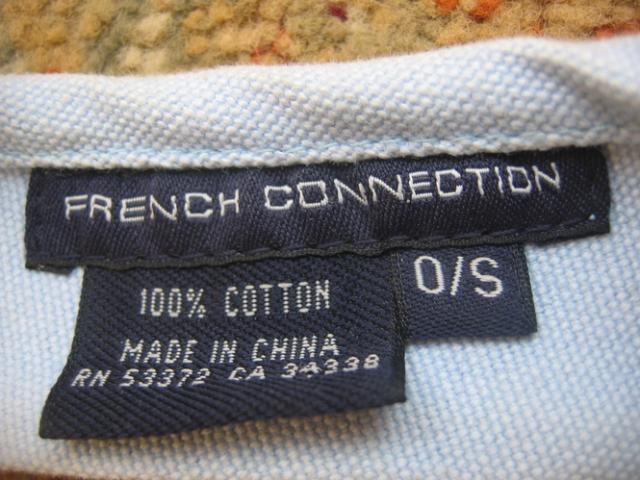 FRENCH CONNECTION
O/S
100% COTTON
MADE IN CHINA
RN 53372 CA 34338